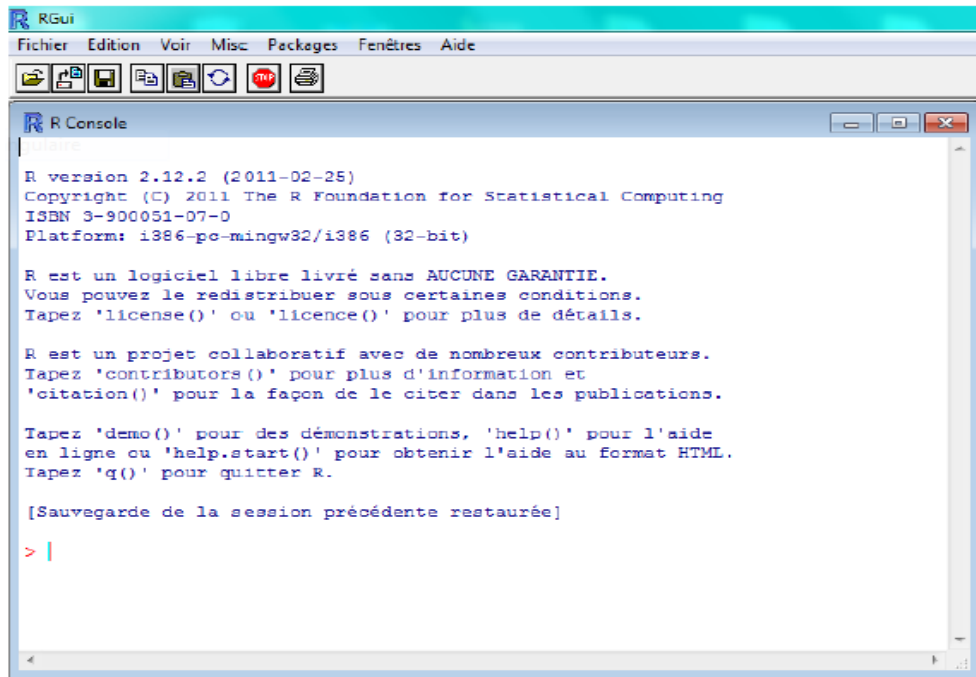 RGui
Fichier Edition Voir Misc Packages Fenêtres Aide
STOP
R Console
R version 2.12.2 (2011-02-25)
Copyright (C) 2011 The R Foundation for Statistical Computing
ISBN 3-900051-07-0
Platform: i386-pc-mingw32/i386 (32-bit)
R est un logiciel libre livré sans AUCUNE GARANTIE.
Vous pouvez le redistribuer sous certaines conditions.
Tapez 'license()' ou 'licence()' pour plus de détails.
R est un projet collaboratif avec de nombreux contributeurs.
Tapez 'contributors()' pour plus d'information et
'citation()' pour la façon de le citer dans les publications.
Tapez 'demo()' pour des démonstrations, 'help()' pour l'aide
en ligne ou 'help.start()' pour obtenir l'aide au format HTML.
Tapez 'q()' pour quitter R.
[Sauvegarde de la session précédente restaurée]
>